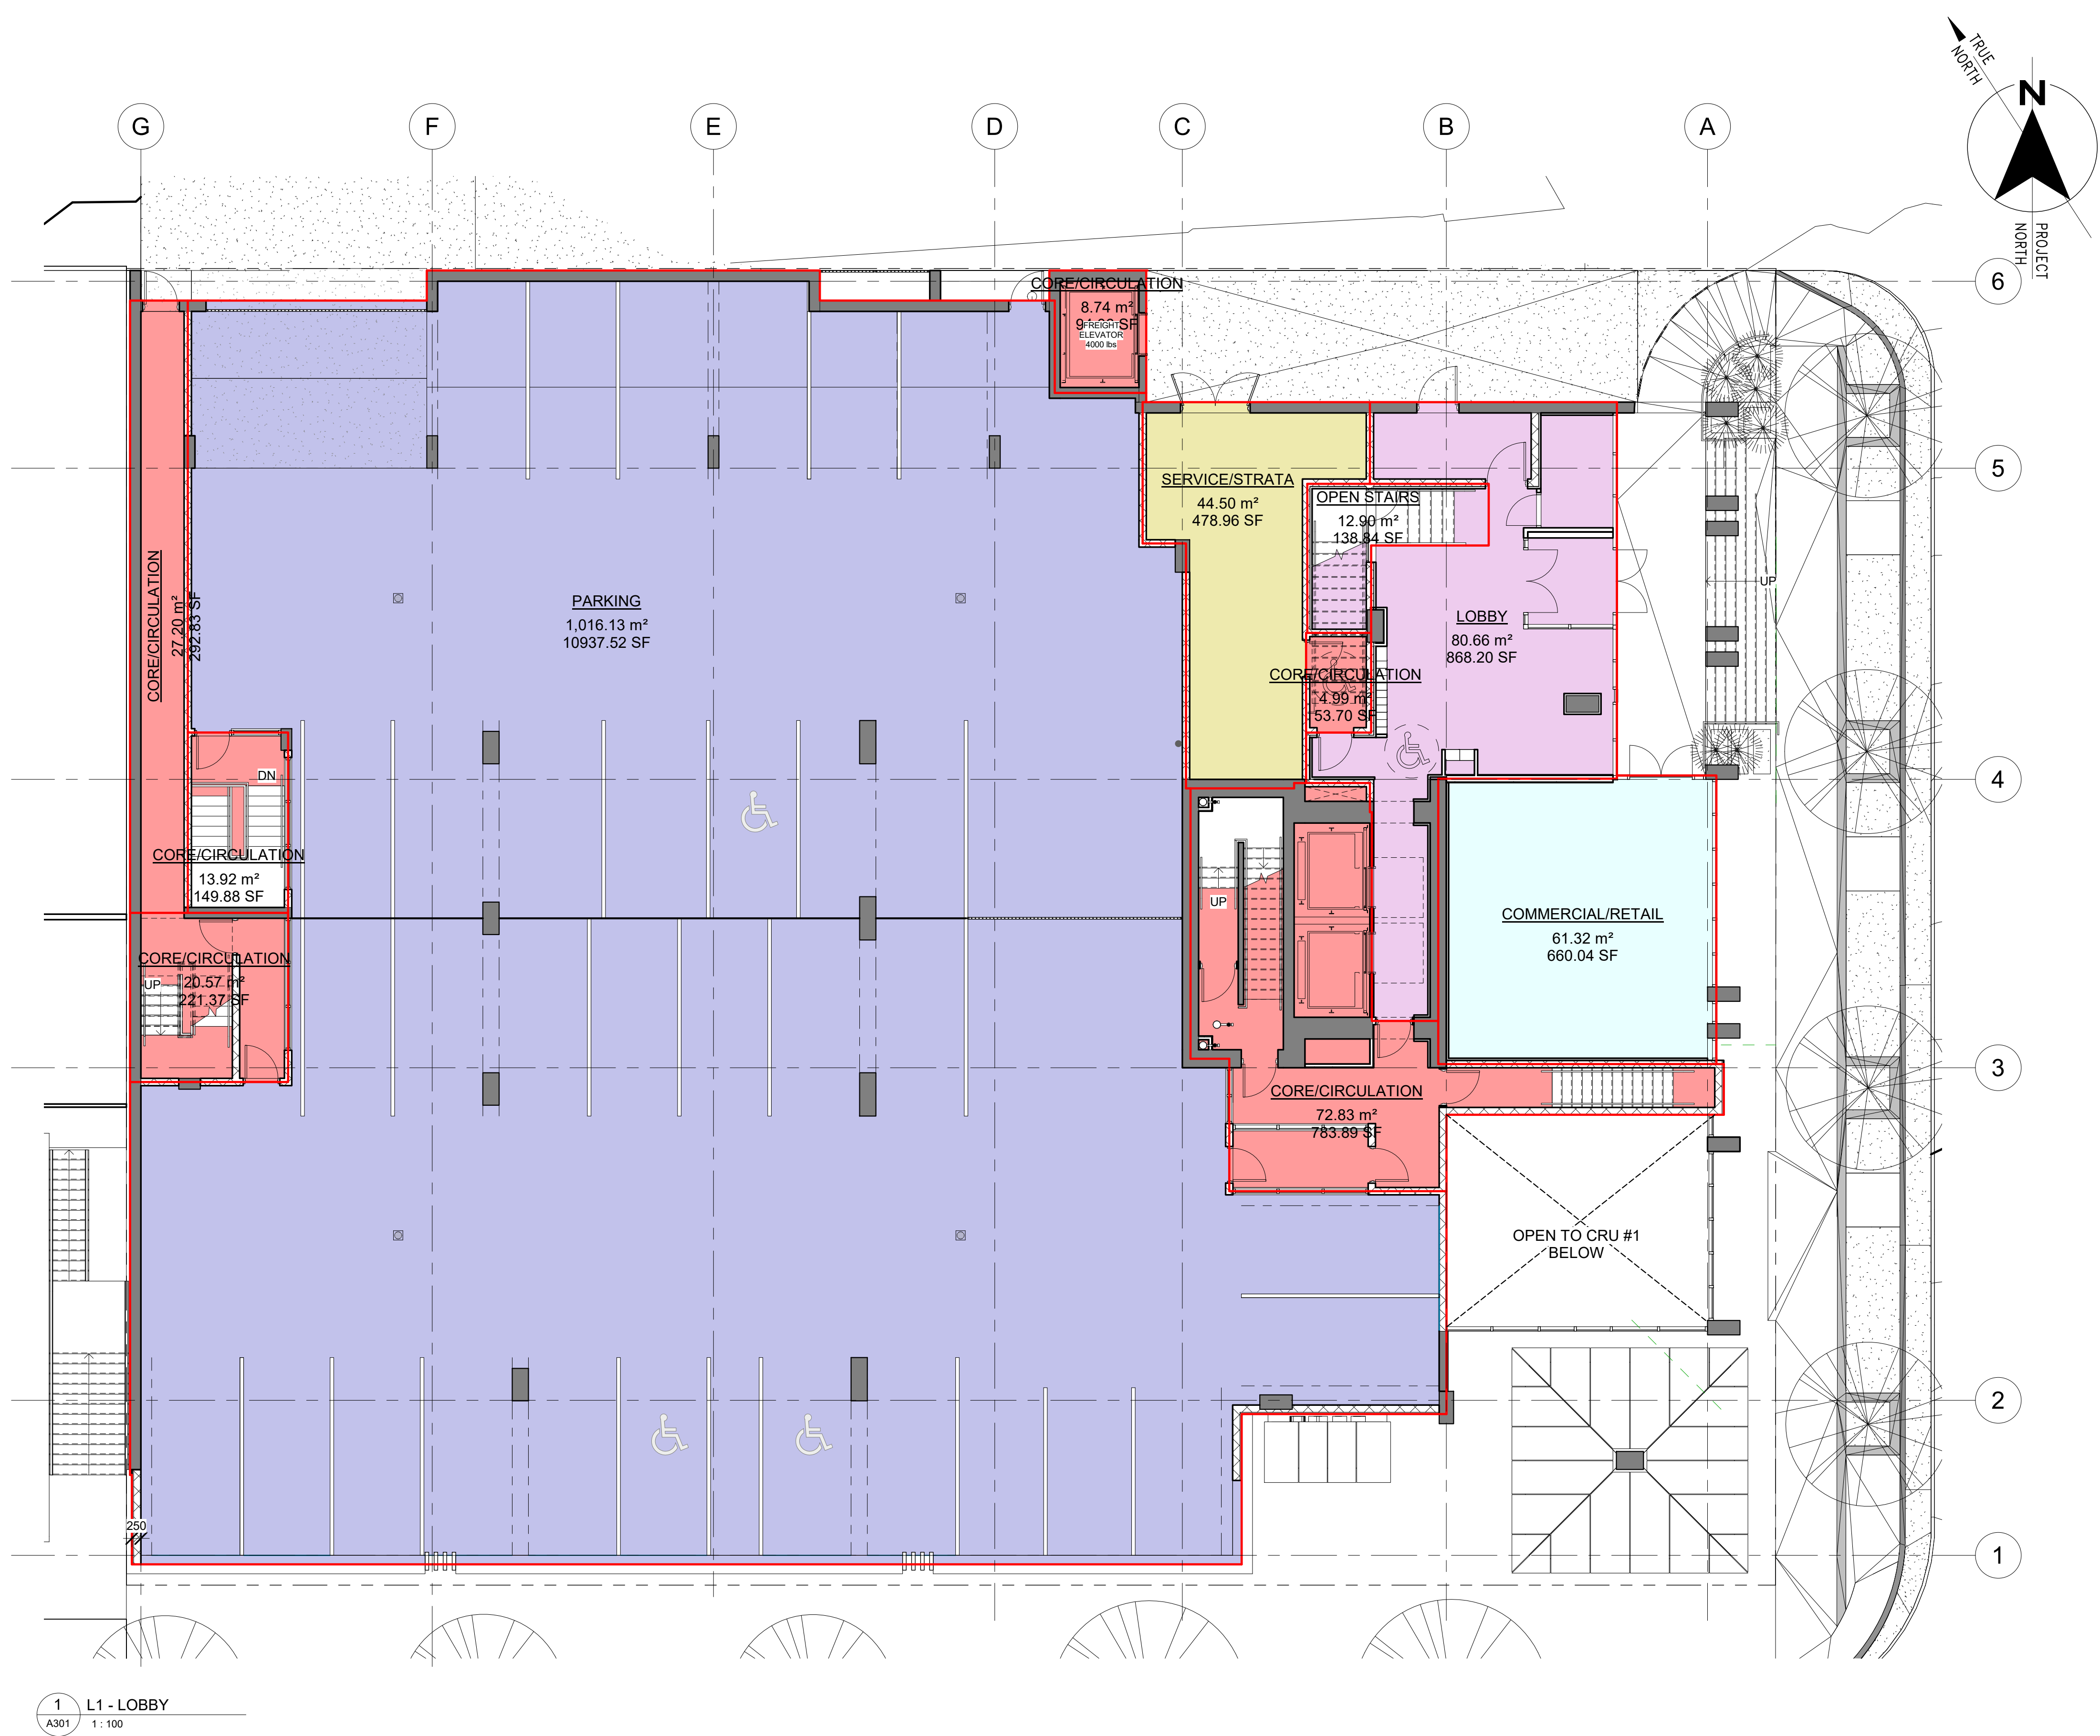 TRUE
NORTH
N
PROJECT
NORTH
G
F
E
D
C
B
A
6
5
4
3
2
1
CORE/CIRCULATION
8.74 m²
FREIGHT
ELEVATOR
4000 lbs
SERVICE/STRATA
44.50 m²
478.96 SF
OPEN STAIRS
12.90 m²
138.84 SF
UP
CORE/CIRCULATION
27.20 m²
292.83 SF
PARKING
1,016.13 m²
10937.52 SF
LOBBY
80.66 m²
868.20 SF
CORE/CIRCULATION
4.99 m²
53.70 SF
DN
CORE/CIRCULATION
13.92 m²
149.88 SF
UP
COMMERCIAL/RETAIL
61.32 m²
660.04 SF
CORE/CIRCULATION
UP
20.57 m²
221.37 SF
CORE/CIRCULATION
72.83 m²
783.89 SF
OPEN TO CRU #1
BELOW
250
1
A301
L1 - LOBBY
1 : 100